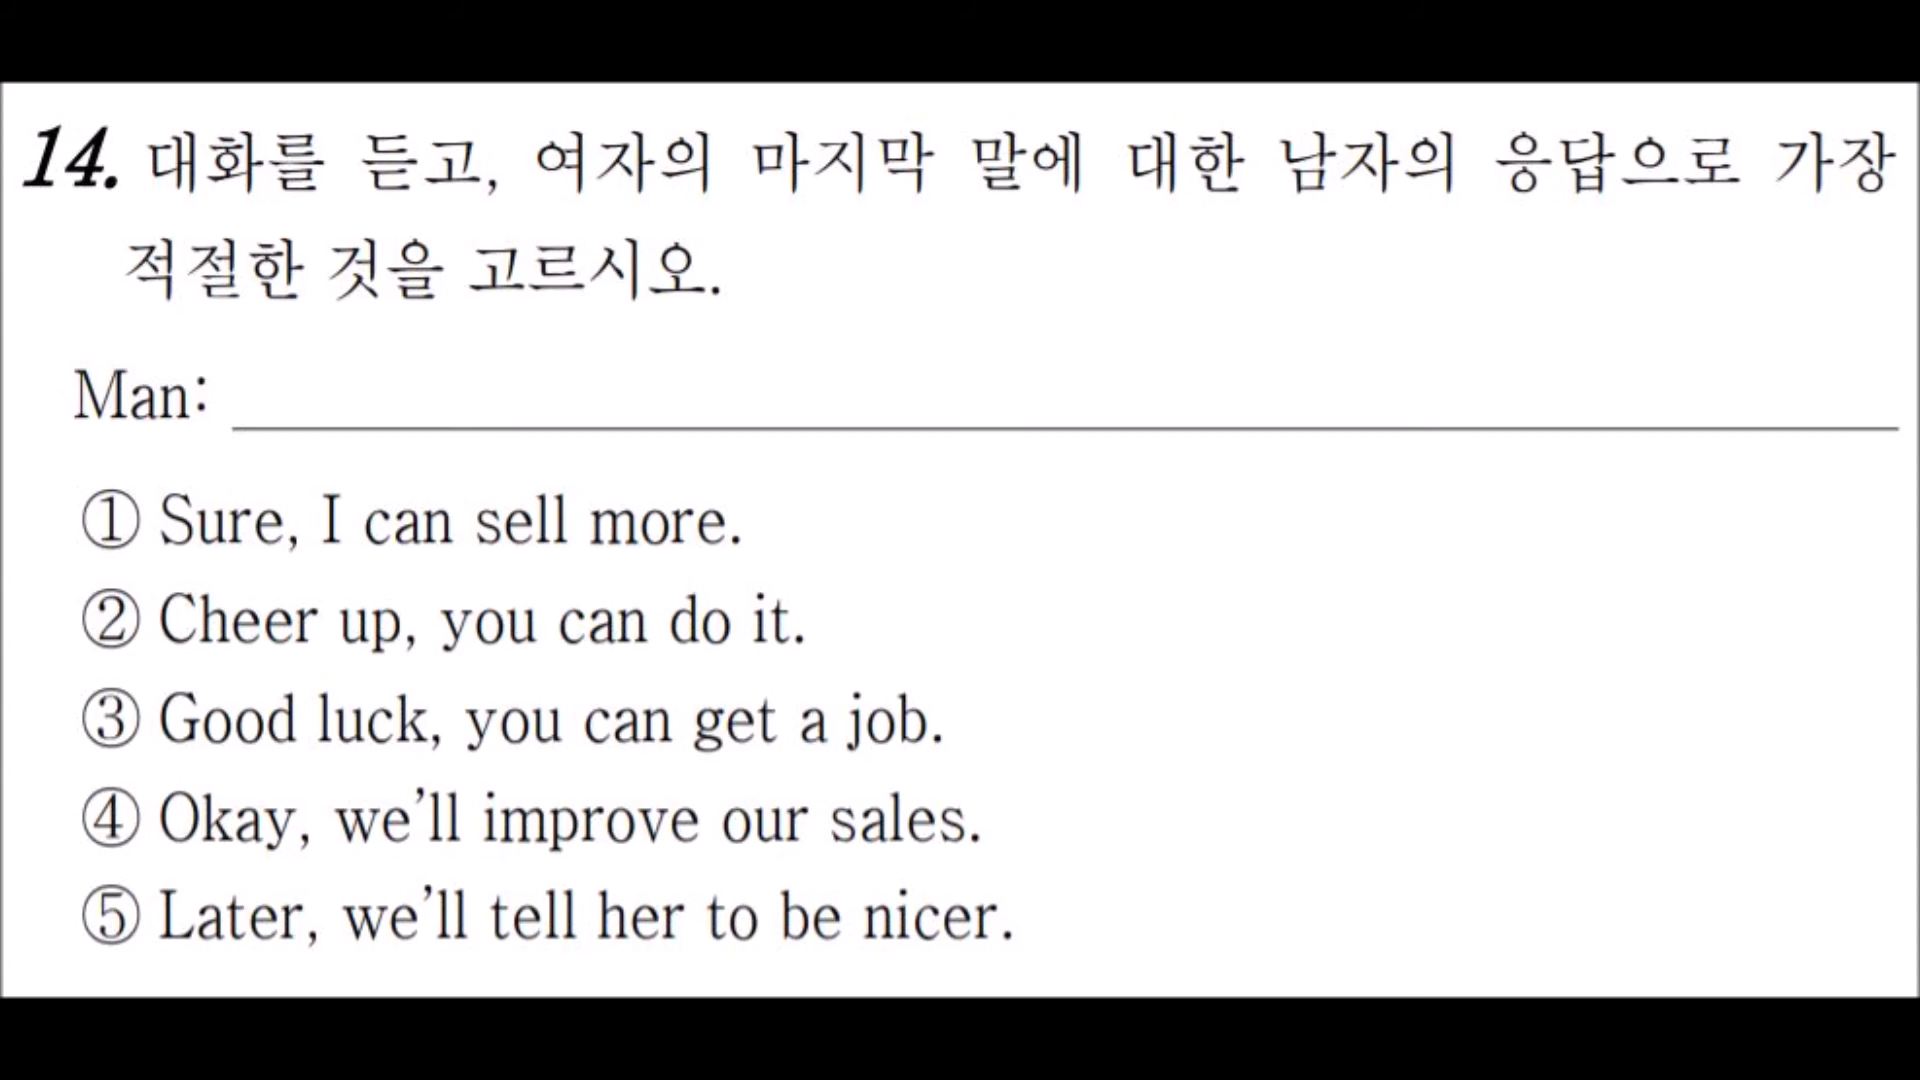 14. 대화를 듣고, 여자의 마지막 말에 대한 남자의 응답으로 가장
적절한 것을 고르시오.
Man:
① Sure, I can sell more.
② Cheer up, you can do it.
③ Good luck, you can get a job.
④ Okay, we'll improve our sales.
⑤ Later, we'll tell her to be nicer.